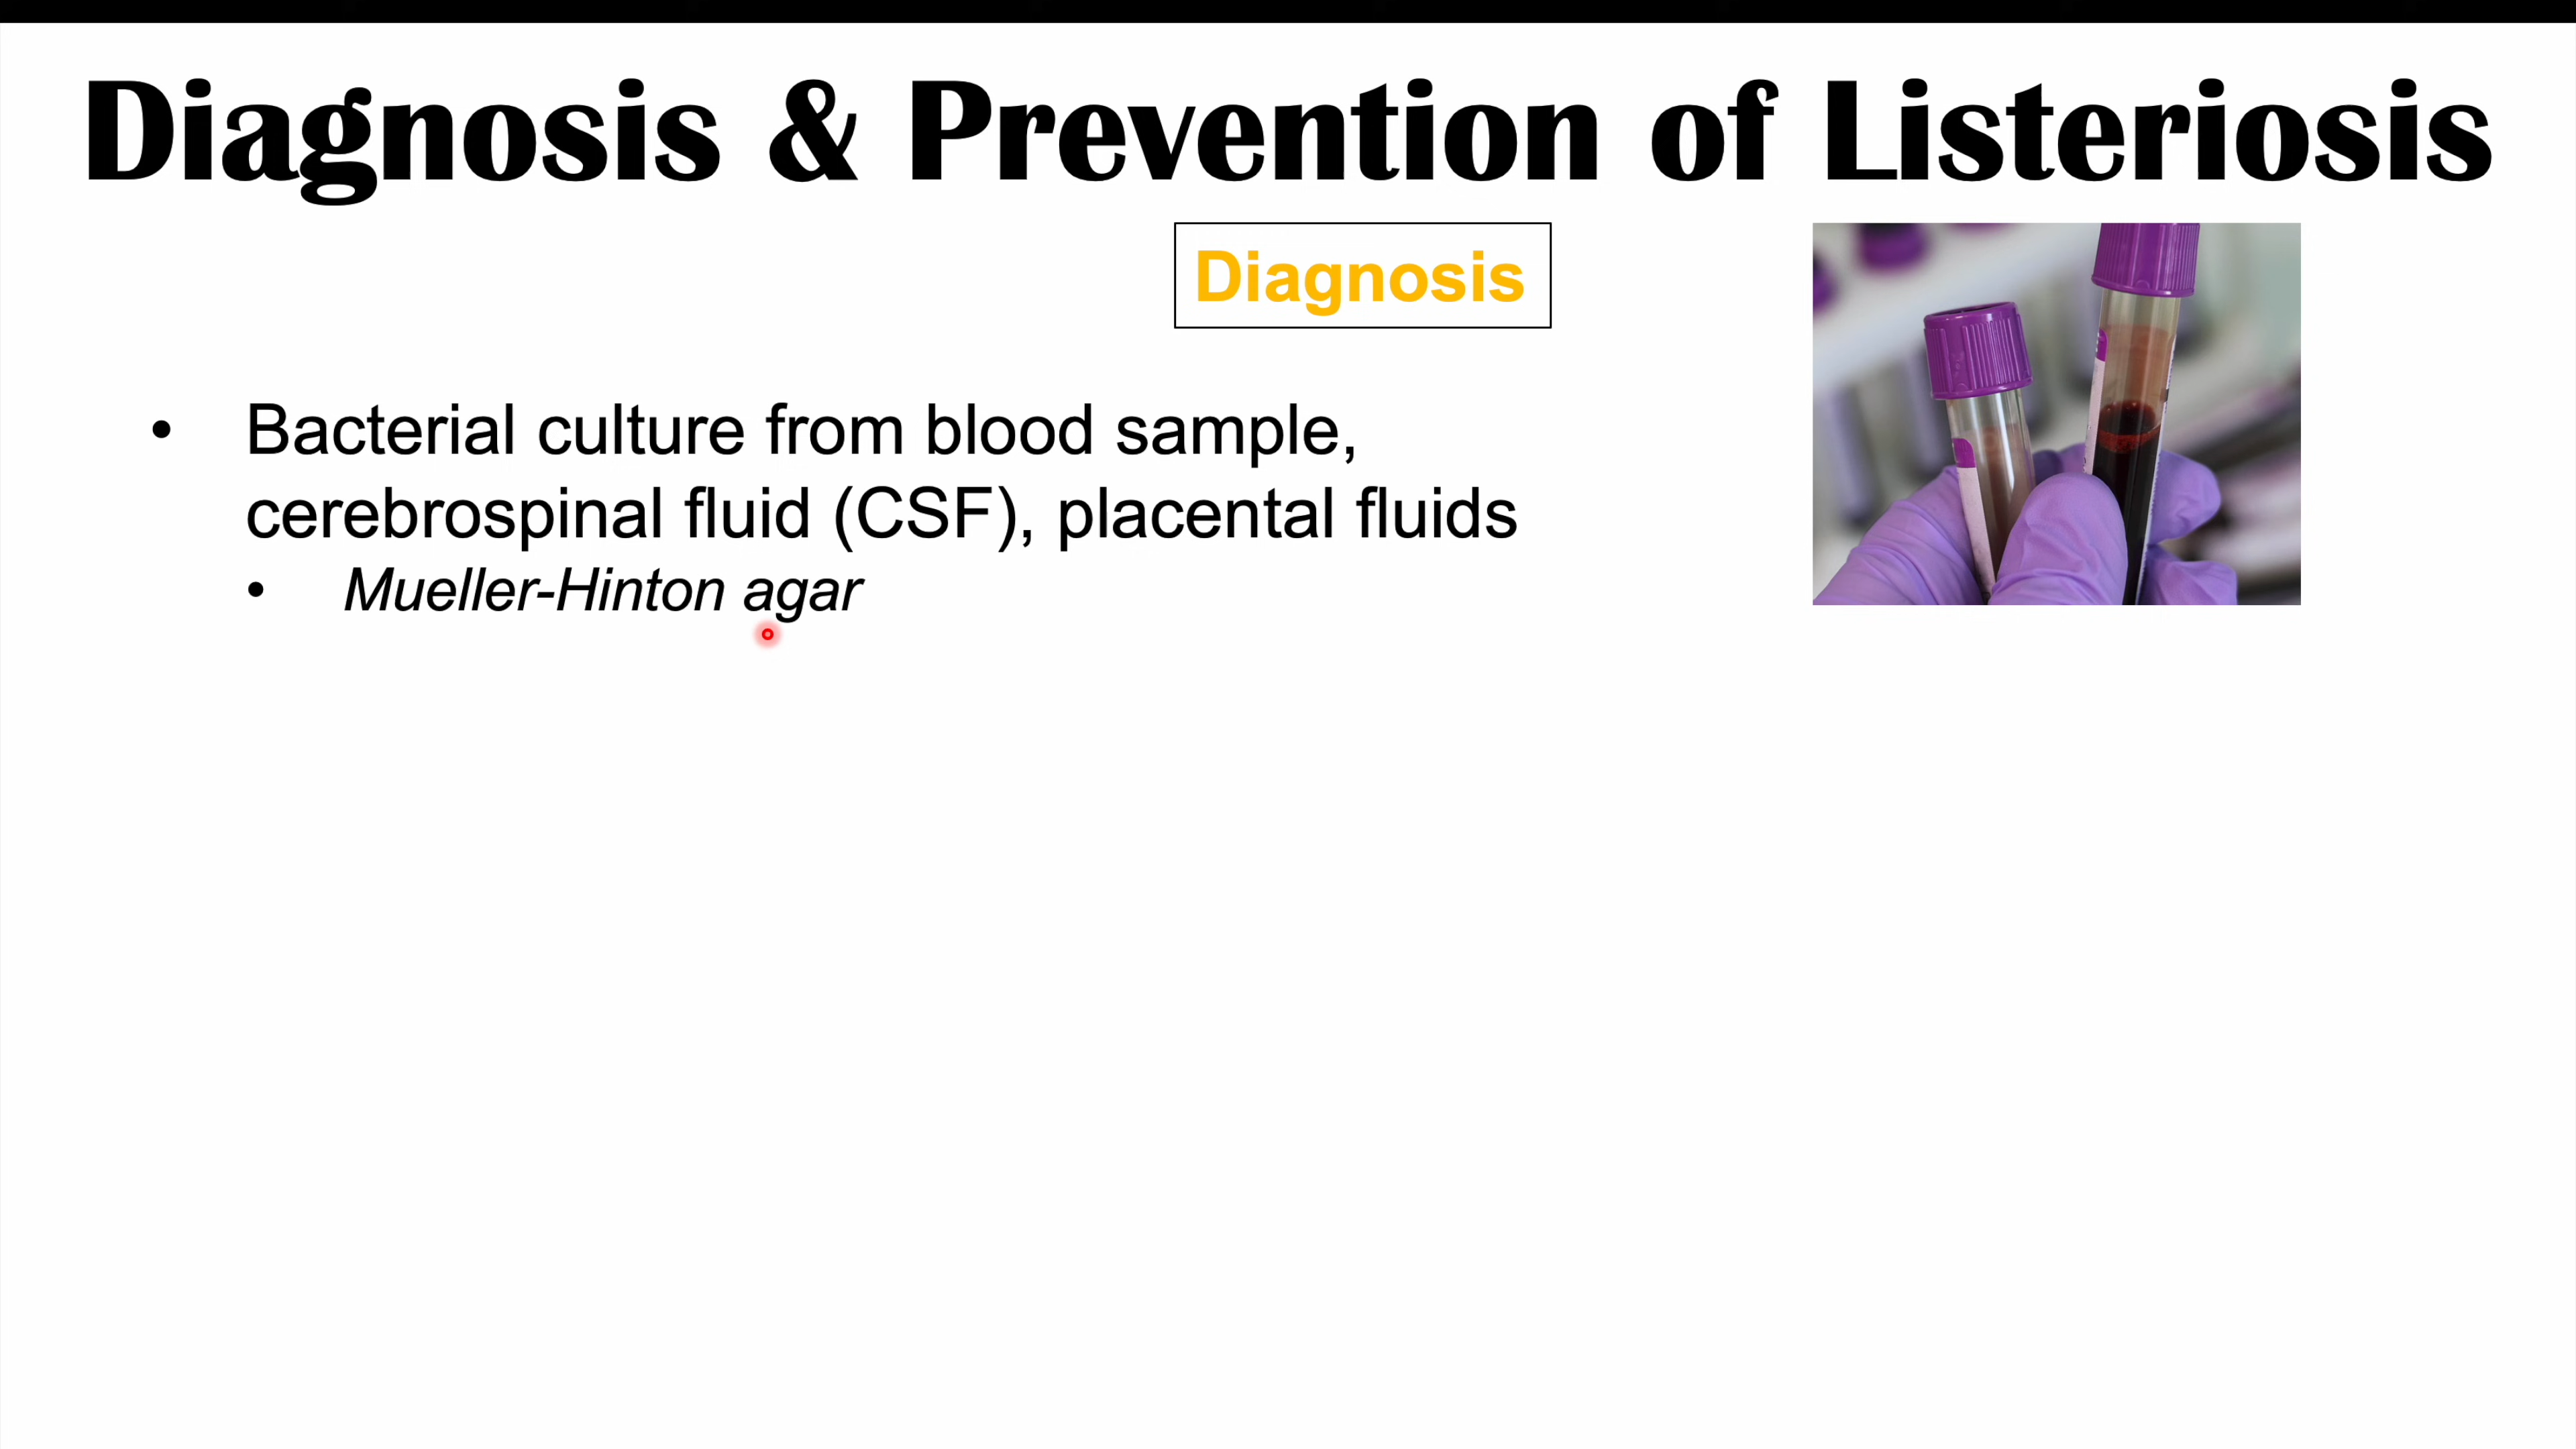 Diagnosis & Prevention of Listeriosis
Diagnosis
• Bacterial culture from blood sample,
cerebrospinal fluid (CSF), placental fluids
• Mueller-Hinton agar